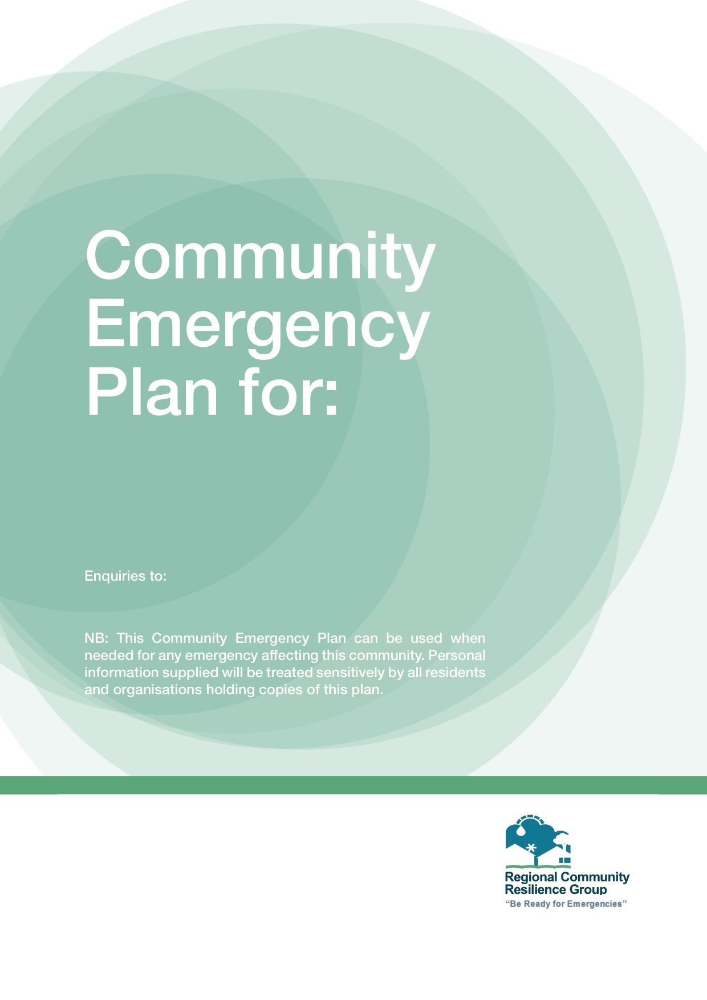 Community
Emergency
Plan for:
Enquiries to:
NB: This Community Emergency Plan can be used when
needed for any emergency affecting this community. Personal
information supplied will be treated sensitively by all residents
and organisations holding copies of this plan.
Regional Community
Resilience Group
“Be Ready for Emergencies”